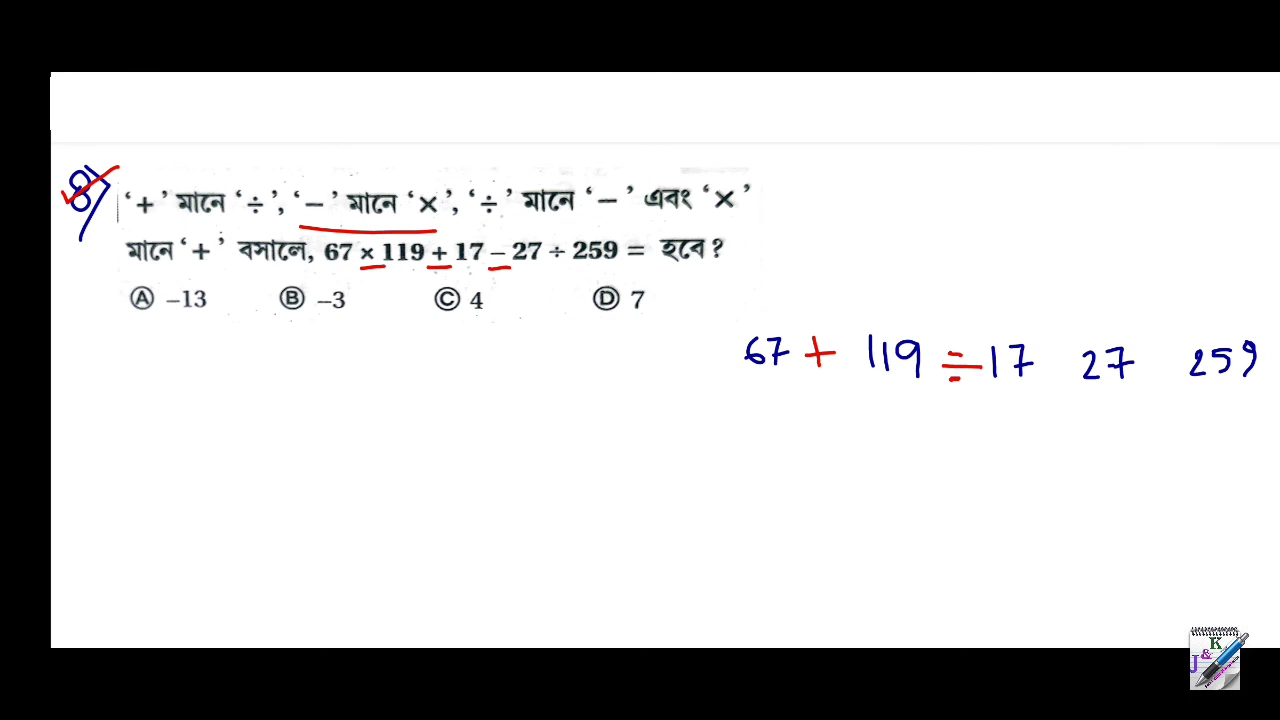 8)
‘+’ মানে ‘÷’, ‘−’ মানে ‘×’, ‘÷’ মানে ‘−’ এবং ‘×’
মানে ‘+’ বসালে, 67 × 119 + 17 − 27 ÷ 259 = হবে?
Ⓐ −13 Ⓑ −3 Ⓒ 4 Ⓓ 7
67 + 119 ÷ 17 27 259
J & K